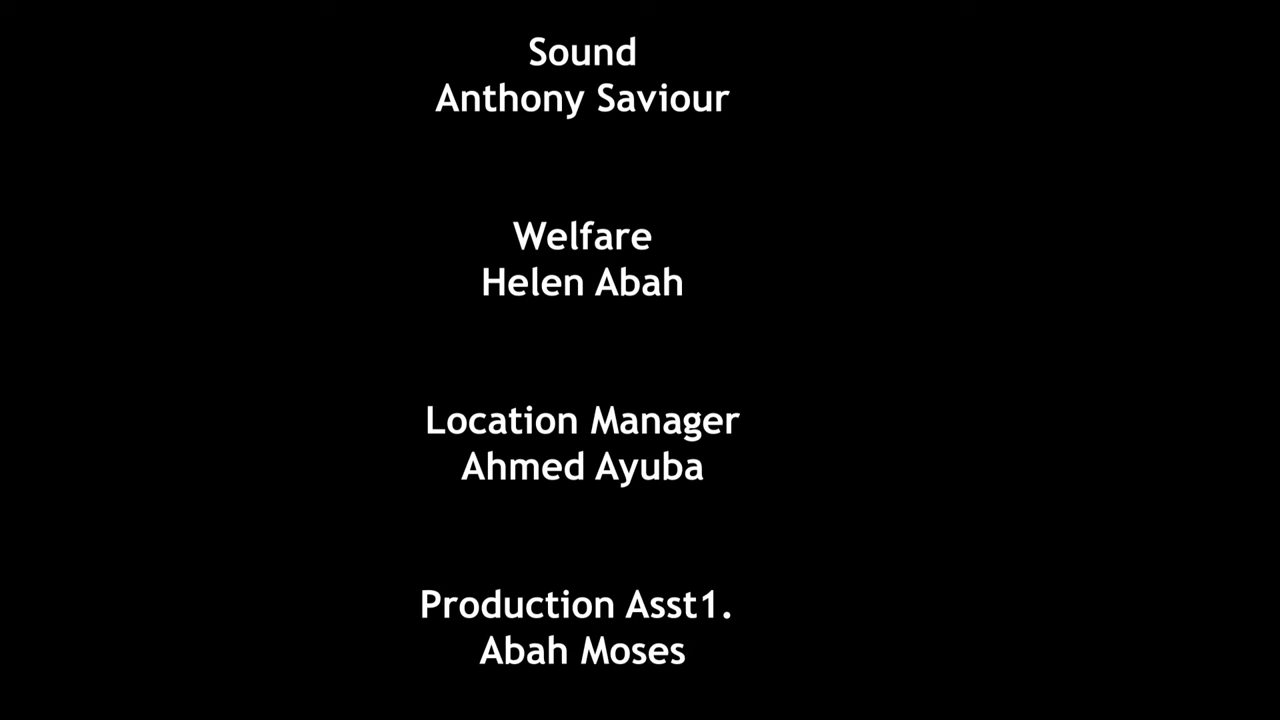 Sound
Anthony Saviour
Welfare
Helen Abah
Location Manager
Ahmed Ayuba
Production Asst1.
Abah Moses